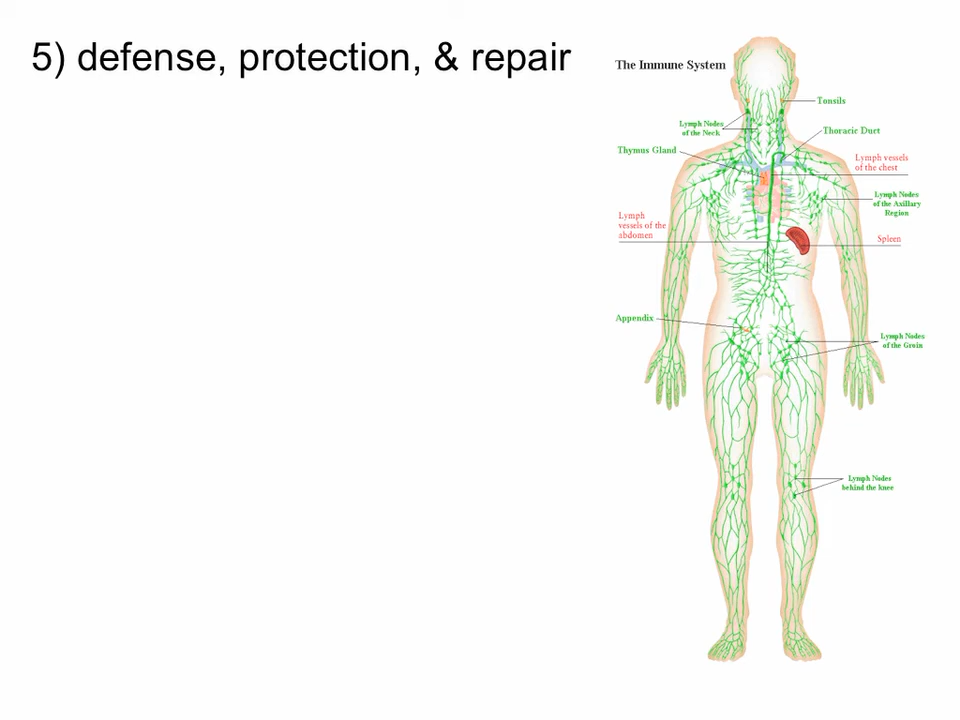 5) defense, protection, & repair
The Immune System
Tonsils
Lymph Nodes
of the Neck
Thoracic Duct
Thymus Gland
Lymph vessels
of the chest
Lymph Nodes
of the Axillary
Region
Lymph
vessels of the
abdomen
Spleen
Appendix
Lymph Nodes
of the Groin
Lymph Nodes
behind the knee